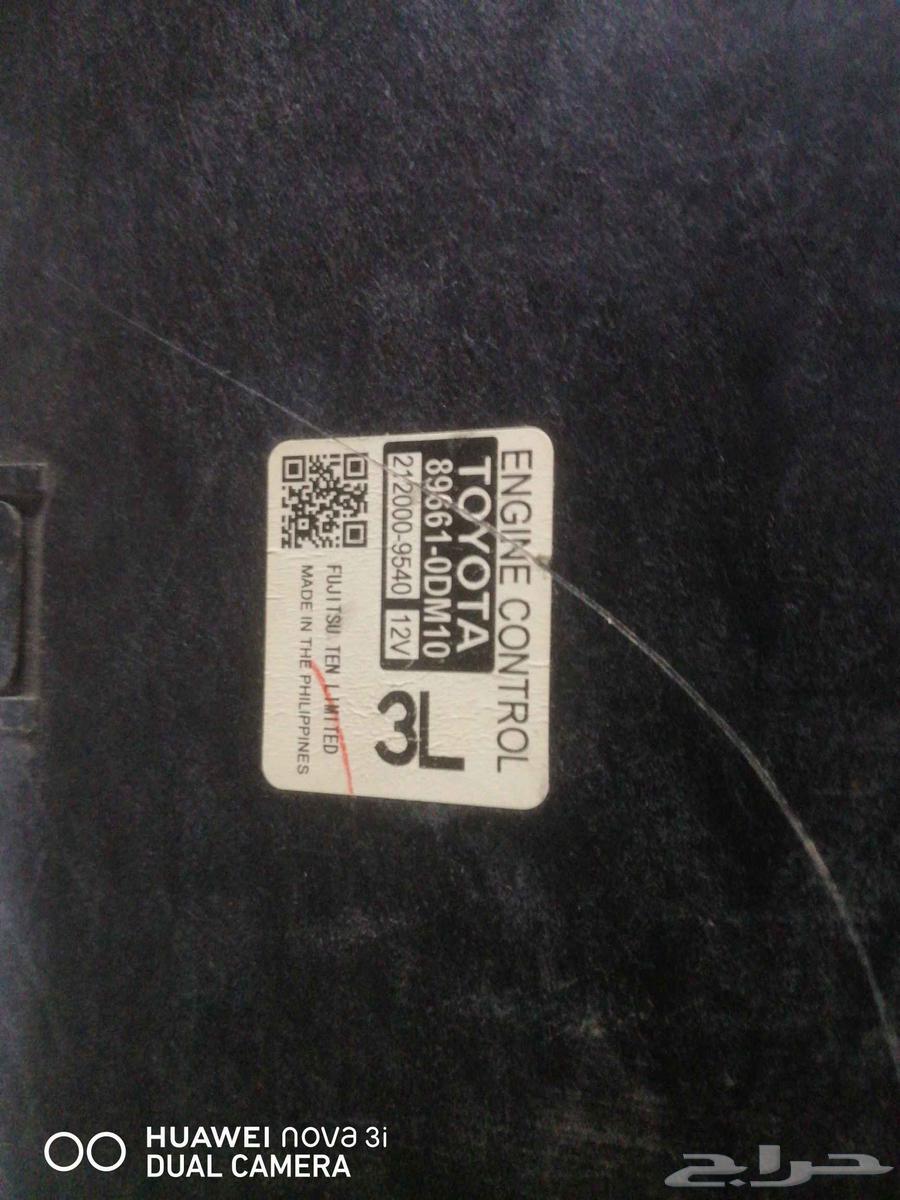 ENGINE CONTROL
TOYOTA
89661-0DM10
212000-9540 12V
3L
FUJITSU TEN LIMITED
MADE IN THE PHILIPPINES
HUAWEI nova 3i
DUAL CAMERA
حراج